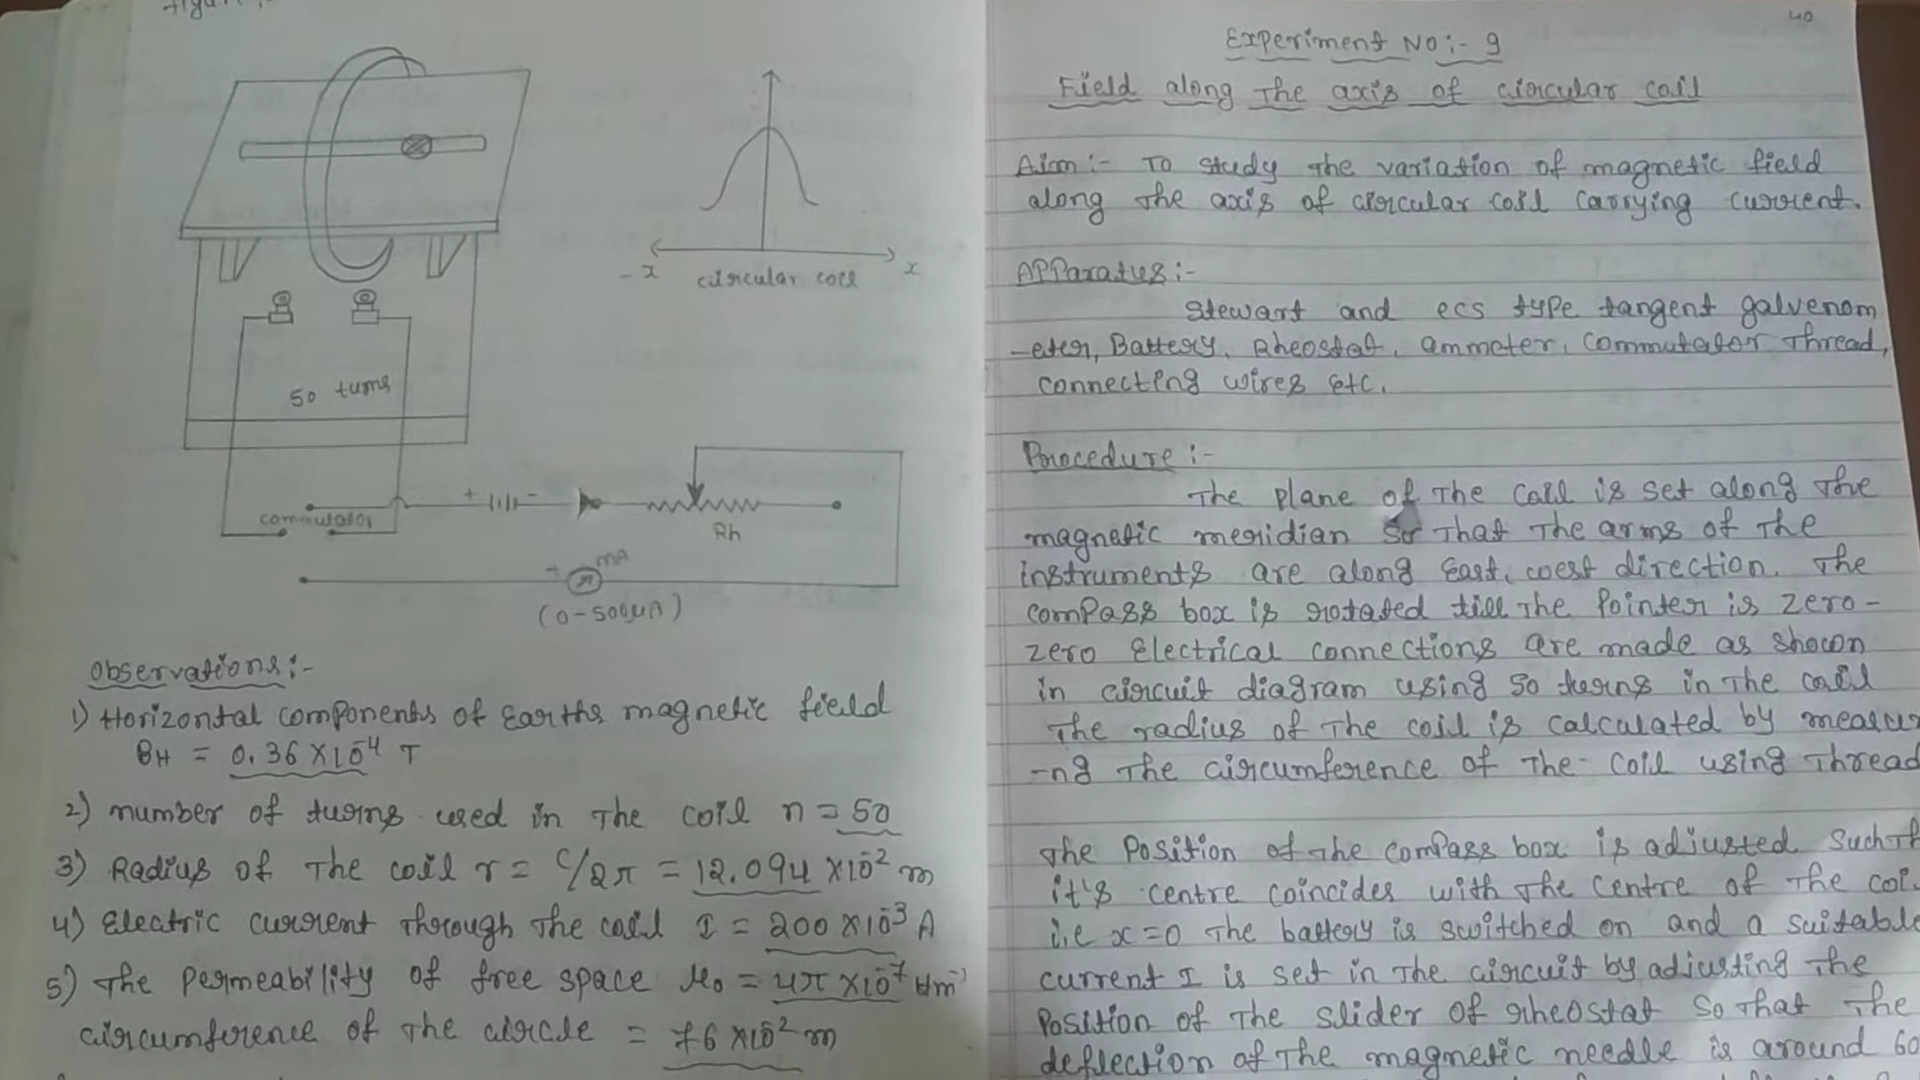 figur
-x
x
circular coil
50 turns
+
-
commutator
Rh
+
mA
(0-500μA)
Observations:-
1) Horizontal components of Earths magnetic field
BH = 0.36 x 10⁻⁴ T
2) number of turns used in the coil n = 50
3) Radius of the coil r = C/2π = 12.094 x 10⁻² m
4) Electric current through the coil I = 200 x 10⁻³ A
5) The permeability of free space μ₀ = 4π x 10⁻⁷ Hm⁻¹
circumference of the circle = 76 x 10⁻² m
40
Experiment No:- 9
Field along the axis of circular coil
Aim:- To study the variation of magnetic field
along the axis of circular coil carrying current.
Apparatus:-
Stewart and ecs type tangent galvenom
-eter, Battery, Rheostat, ammeter, Commutator Thread,
connecting wires etc.
Procedure:-
The plane of the coil is set along the
magnetic meridian so that the arms of the
instruments are along East, west direction. The
compass box is rotated till the pointer is zero-
zero Electrical connections are made as shown
in circuit diagram using 50 turns in the coil
The radius of the coil is calculated by measur
-ng the circumference of the coil using Thread
The position of the compass box is adjusted such th
it's centre coincides with the centre of the coi
i.e x=0 The battery is switched on and a suitable
current I is set in the circuit by adjusting the
position of the slider of rheostat so that the
deflection of the magnetic needle is around 60